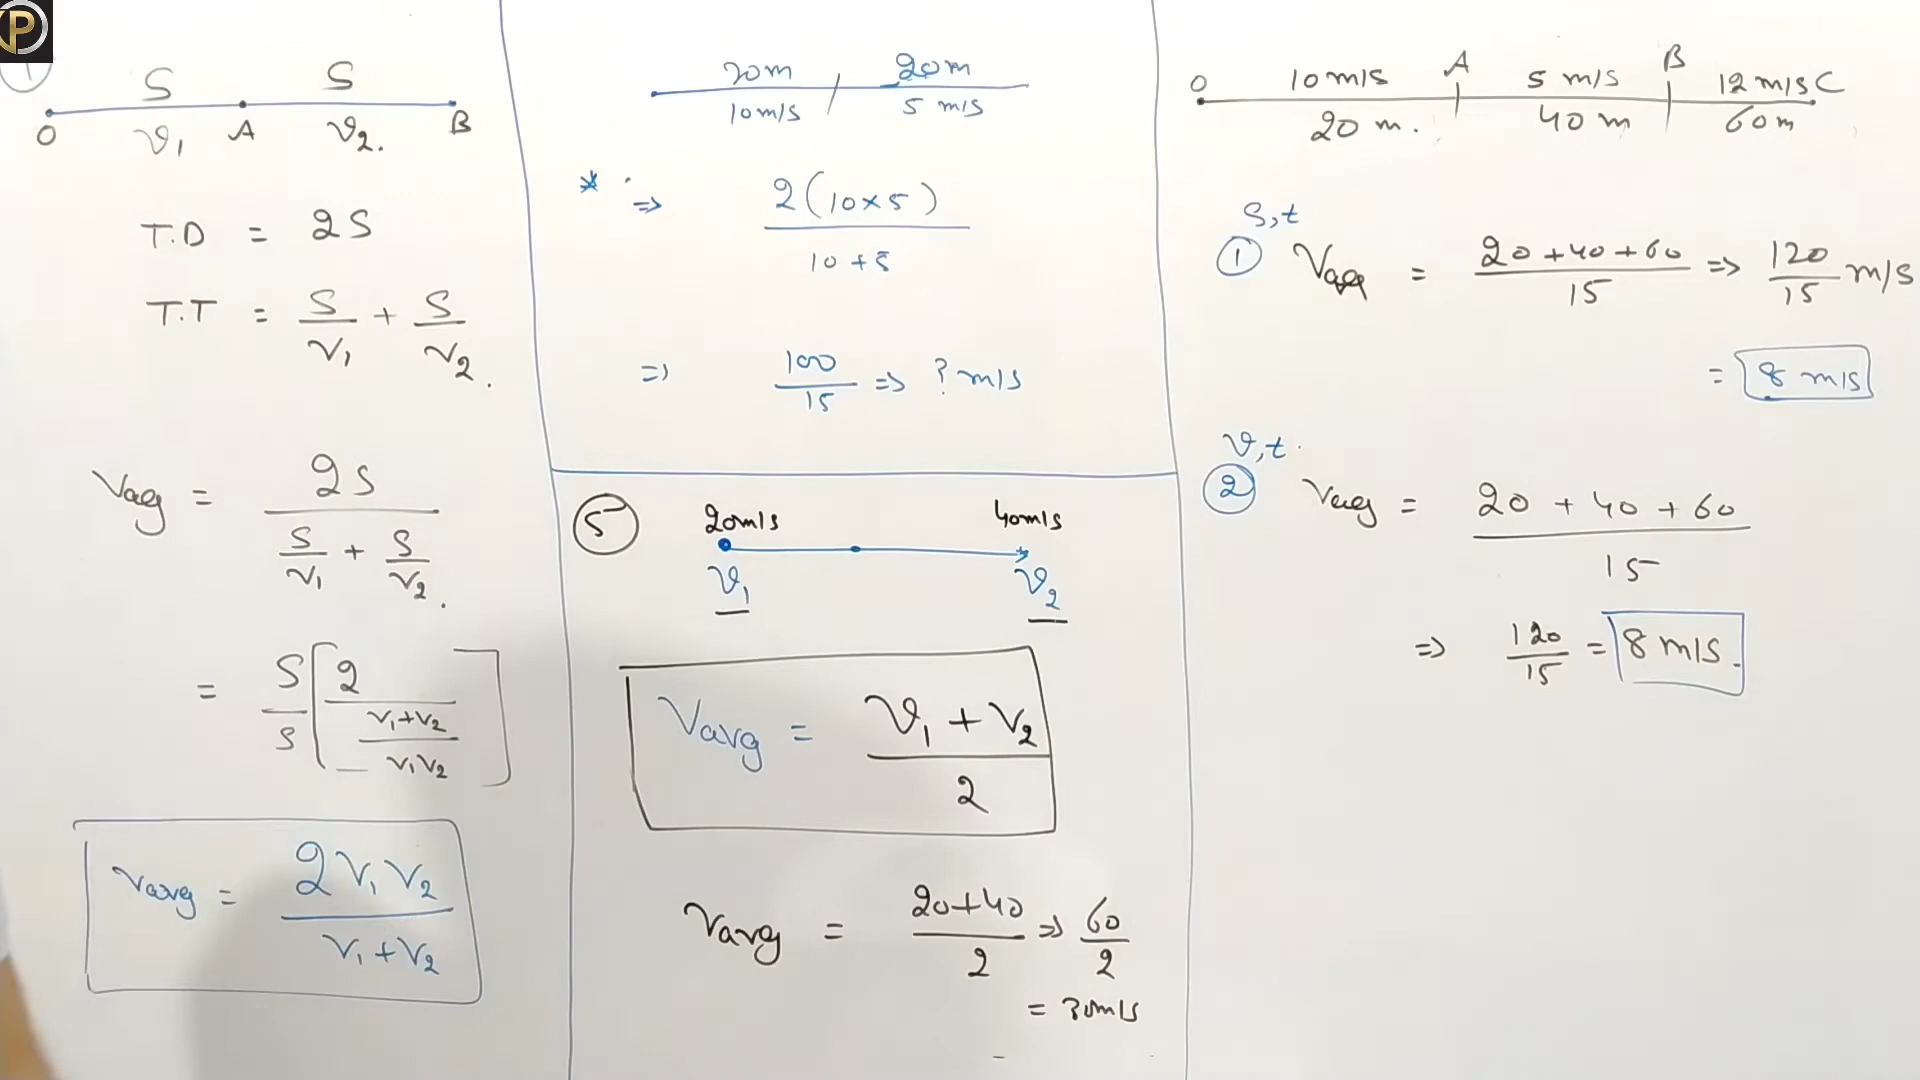 P
1
S S
O v₁ A v₂. B
T.D = 2S
T.T = S/v₁ + S/v₂.
Vavg = 2S / (S/v₁ + S/v₂.)
= S/S [2 / ((v₁+v₂)/(v₁v₂))]
Vavg = 2v₁v₂ / (v₁+v₂)
20m / 20m
10m/s 5 m/s
* => 2(10×5) / (10+5)
=> 100/15 => ? m/s
5 20m/s 40m/s
v₁ v₂
Vavg = (v₁ + v₂) / 2
Vavg = (20+40)/2 => 60/2
= 30m/s
O 10 m/s A 5 m/s B 12 m/s C
20 m. 40 m 60m
S,t
1 Vavg = (20+40+60)/15 => 120/15 m/s
= 8 m/s
v,t.
2 Vavg = (20 + 40 + 60)/15
=> 120/15 = 8 m/s.